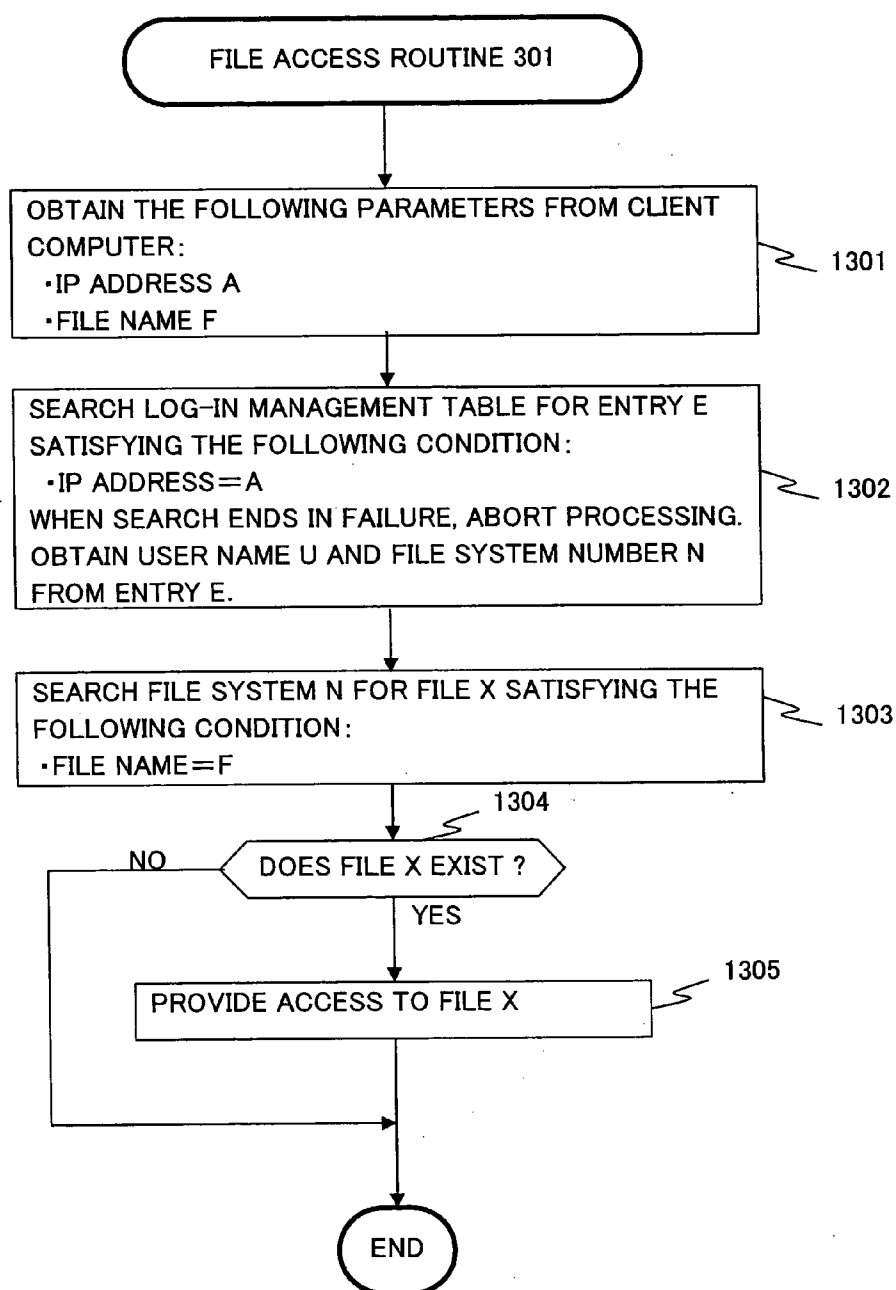 FILE ACCESS ROUTINE 301
OBTAIN THE FOLLOWING PARAMETERS FROM CLIENT
COMPUTER:
・IP ADDRESS A
・FILE NAME F
1301
SEARCH LOG-IN MANAGEMENT TABLE FOR ENTRY E
SATISFYING THE FOLLOWING CONDITION:
・IP ADDRESS=A
WHEN SEARCH ENDS IN FAILURE, ABORT PROCESSING.
OBTAIN USER NAME U AND FILE SYSTEM NUMBER N
FROM ENTRY E.
1302
SEARCH FILE SYSTEM N FOR FILE X SATISFYING THE
FOLLOWING CONDITION:
・FILE NAME=F
1303
1304
NO
DOES FILE X EXIST ?
YES
1305
PROVIDE ACCESS TO FILE X
END